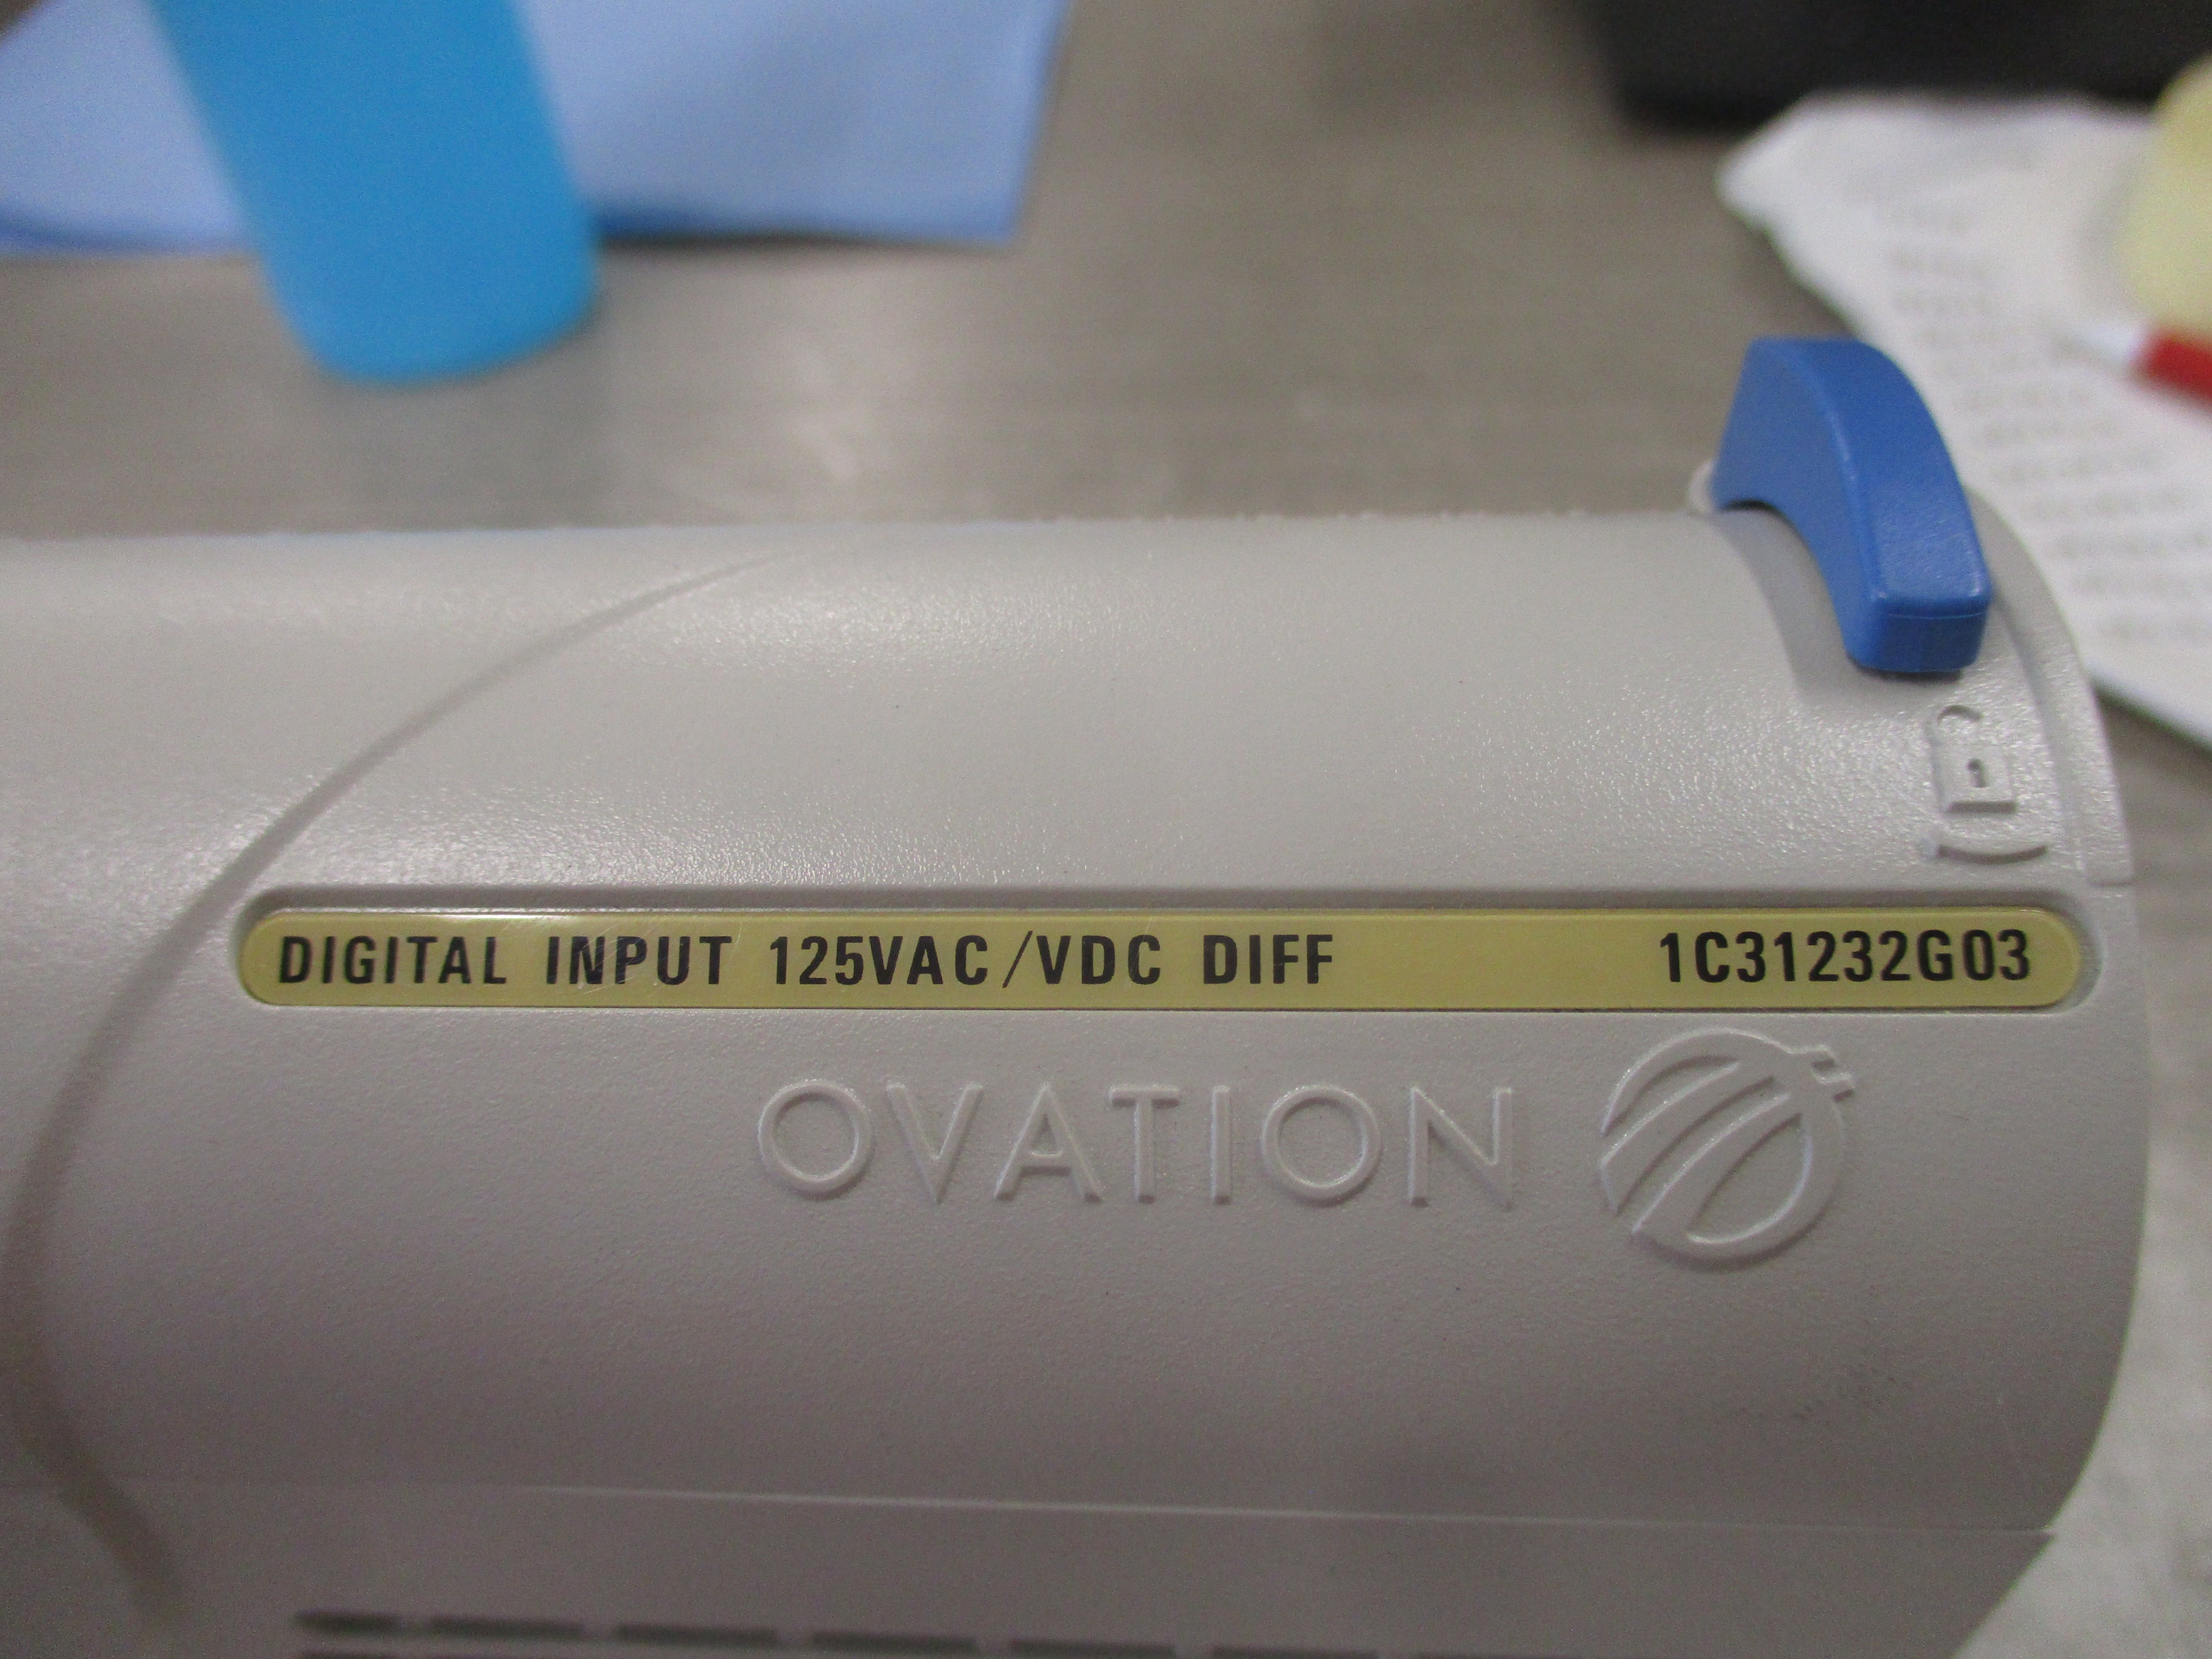 DIGITAL INPUT 125VAC/VDC DIFF 1C31232G03
OVATION